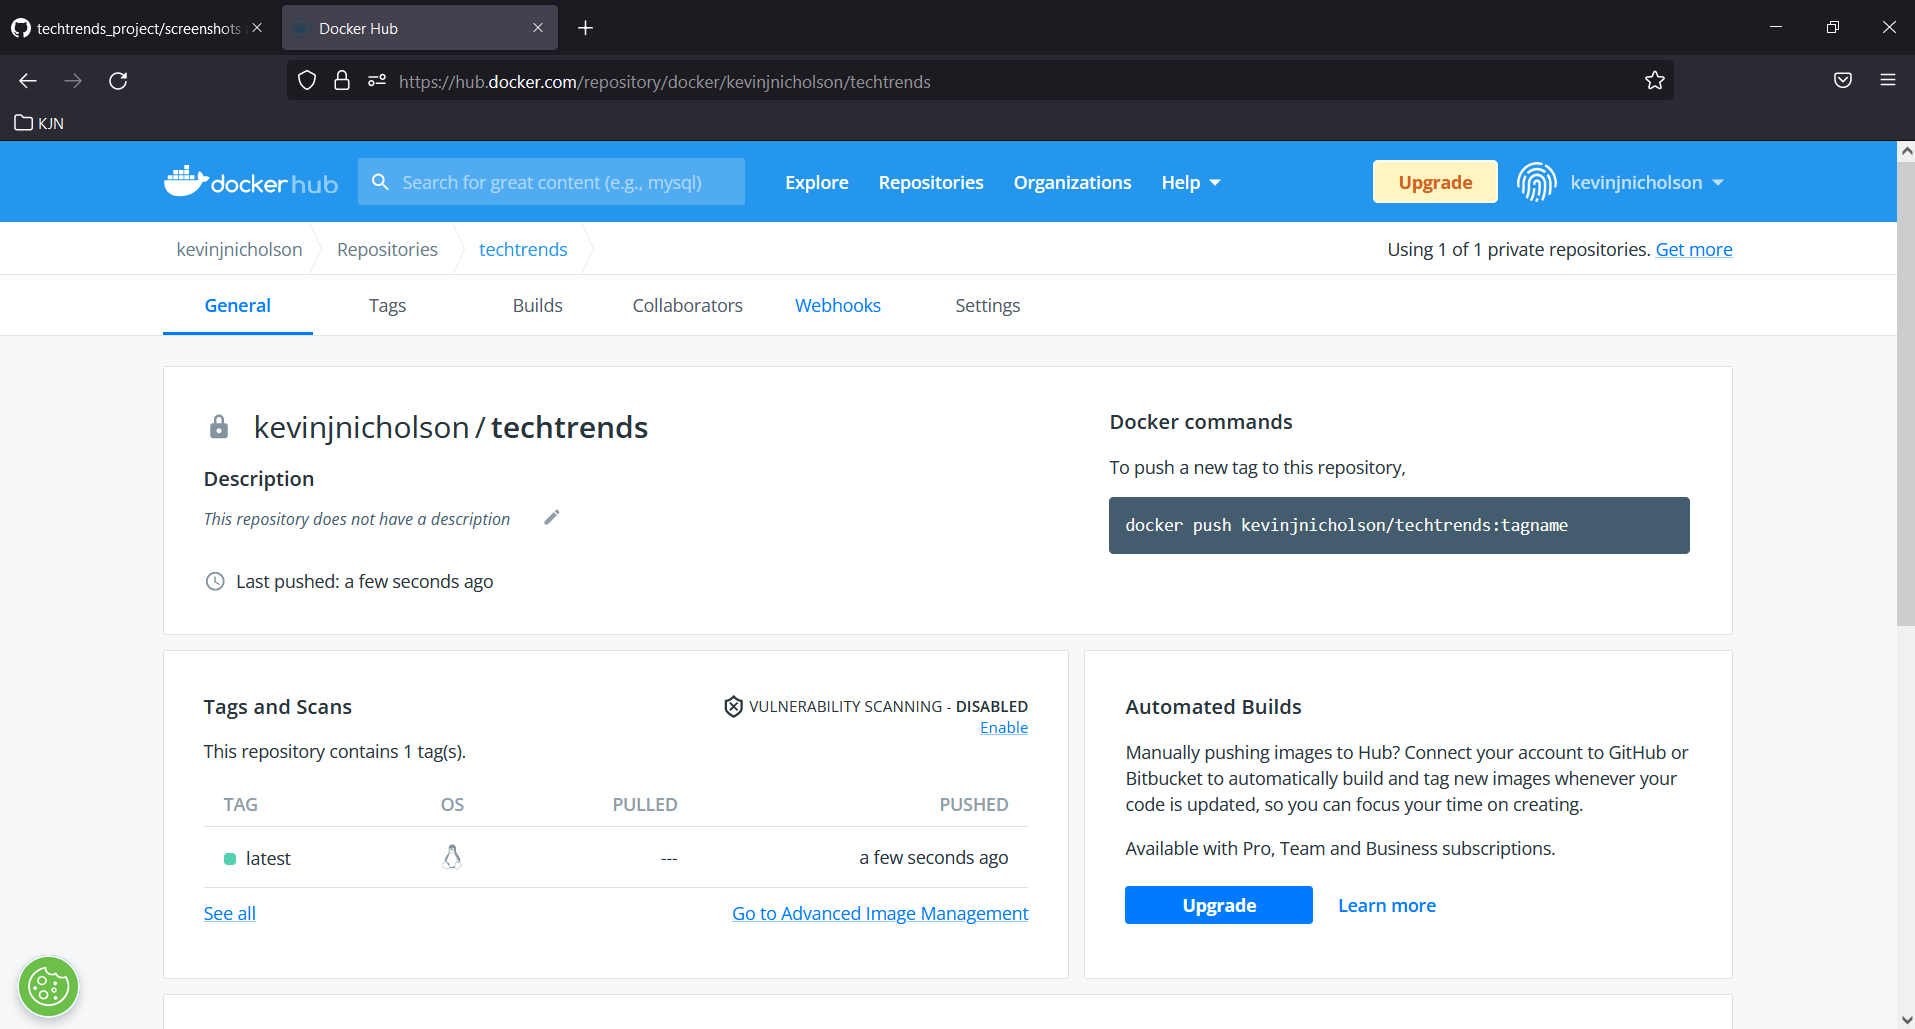 techtrends_project/screenshots
Docker Hub
https://hub.docker.com/repository/docker/kevinjnicholson/techtrends
KJN
docker hub
Search for great content (e.g., mysql)
Explore
Repositories
Organizations
Help
Upgrade
kevinjnicholson
kevinjnicholson
Repositories
techtrends
Using 1 of 1 private repositories. Get more
General
Tags
Builds
Collaborators
Webhooks
Settings
kevinjnicholson / techtrends
Description
This repository does not have a description
Last pushed: a few seconds ago
Docker commands
To push a new tag to this repository,
docker push kevinjnicholson/techtrends:tagname
Tags and Scans
VULNERABILITY SCANNING - DISABLED
Enable
This repository contains 1 tag(s).
TAG OS PULLED PUSHED
latest --- a few seconds ago
See all
Go to Advanced Image Management
Automated Builds
Manually pushing images to Hub? Connect your account to GitHub or
Bitbucket to automatically build and tag new images whenever your
code is updated, so you can focus your time on creating.
Available with Pro, Team and Business subscriptions.
Upgrade
Learn more